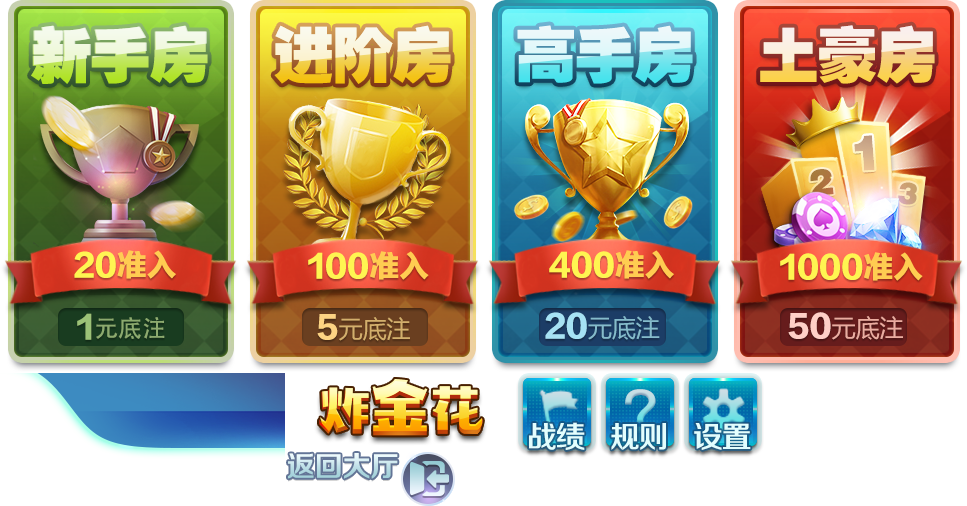 新手房
20准入
1元底注
进阶房
100准入
5元底注
高手房
400准入
20元底注
土豪房
1
2
3
1000准入
50元底注
炸金花
战绩
规则
设置
返回大厅